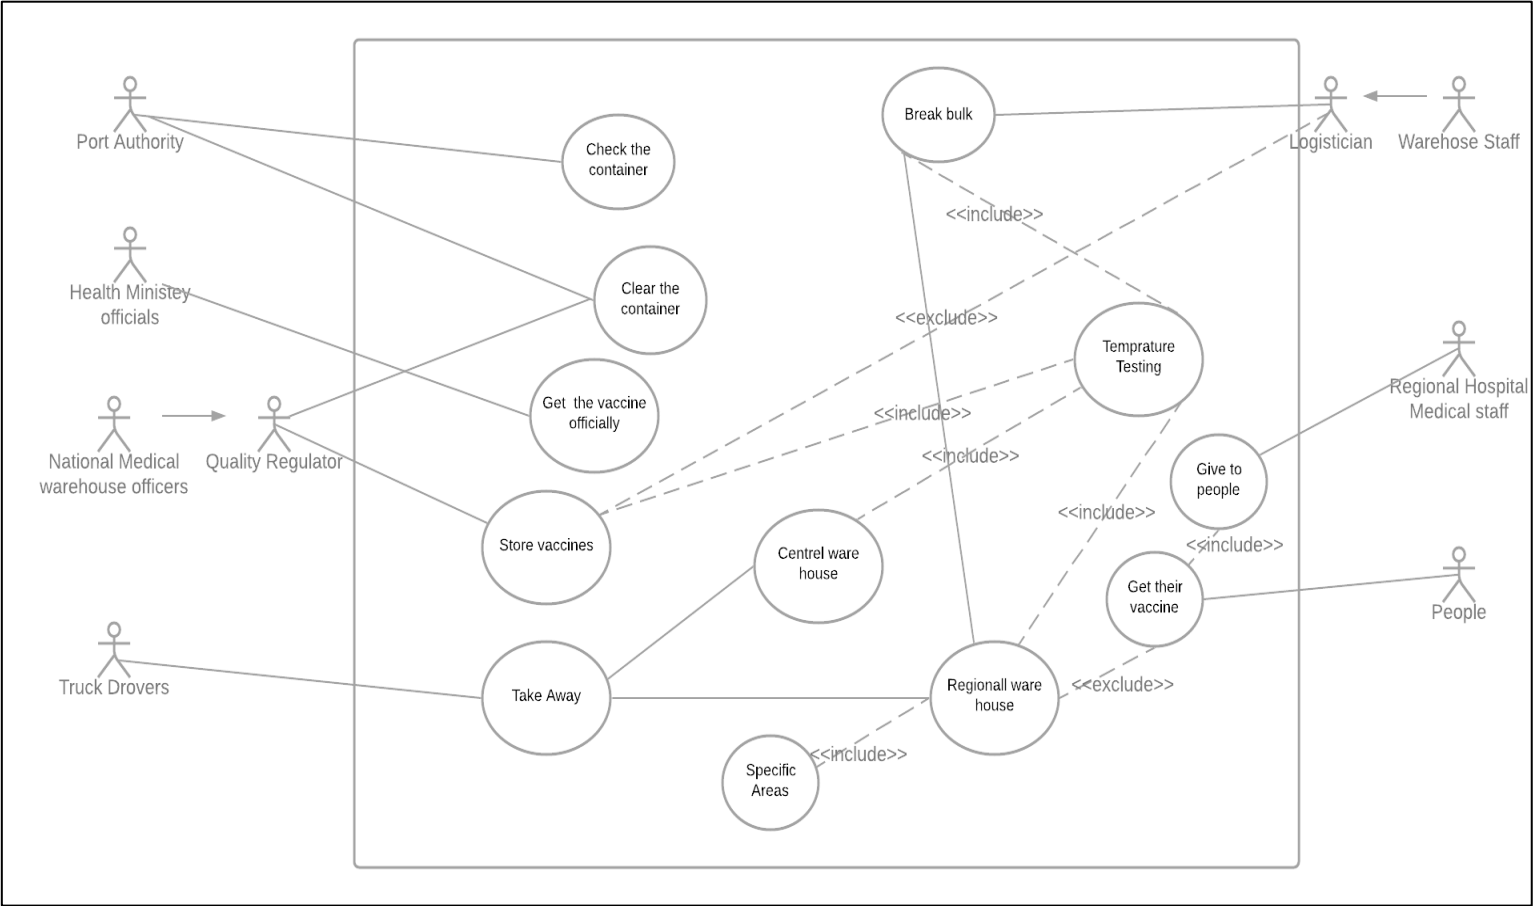 Port Authority
Health Ministey
officials
National Medical
warehouse officers
Quality Regulator
Truck Drovers
Check the
container
Clear the
container
Get the vaccine
officially
Store vaccines
Take Away
Break bulk
<<include>>
<<exclude>>
<<include>>
<<include>>
Temprature
Testing
<<include>>
Centrel ware
house
Give to
people
<<include>>
Get their
vaccine
Regionall ware
house
<<exclude>>
<<include>>
Specific
Areas
Logistician
Warehose Staff
Regional Hospital
Medical staff
People